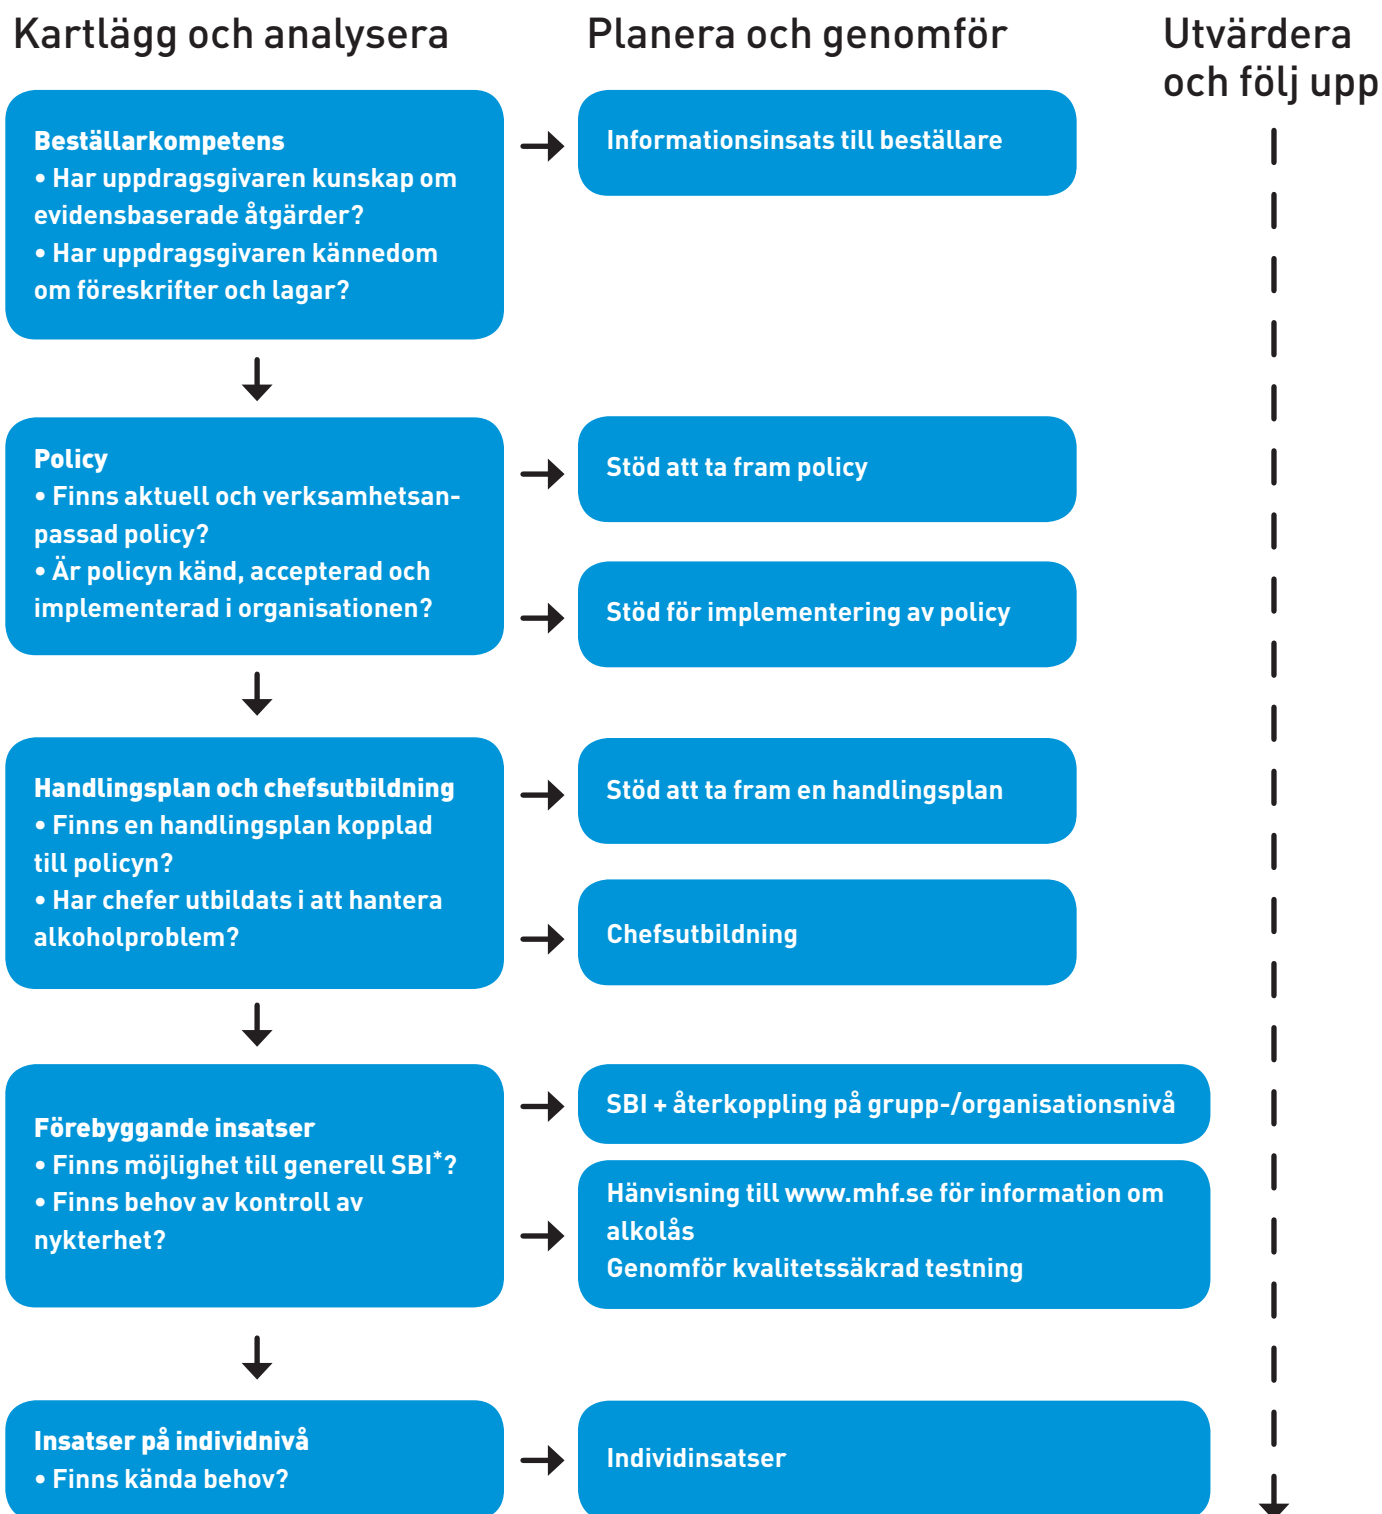 Kartlägg och analysera
Planera och genomför
Utvärdera
och följ upp
Beställarkompetens
• Har uppdragsgivaren kunskap om
evidensbaserade åtgärder?
• Har uppdragsgivaren kännedom
om föreskrifter och lagar?
Informationsinsats till beställare
Policy
• Finns aktuell och verksamhetsan-
passad policy?
• Är policyn känd, accepterad och
implementerad i organisationen?
Stöd att ta fram policy
Stöd för implementering av policy
Handlingsplan och chefsutbildning
• Finns en handlingsplan kopplad
till policyn?
• Har chefer utbildats i att hantera
alkoholproblem?
Stöd att ta fram en handlingsplan
Chefsutbildning
Förebyggande insatser
• Finns möjlighet till generell SBI*?
• Finns behov av kontroll av
nykterhet?
SBI + återkoppling på grupp-/organisationsnivå
Hänvisning till www.mhf.se för information om
alkolås
Genomför kvalitetssäkrad testning
Insatser på individnivå
• Finns kända behov?
Individinsatser